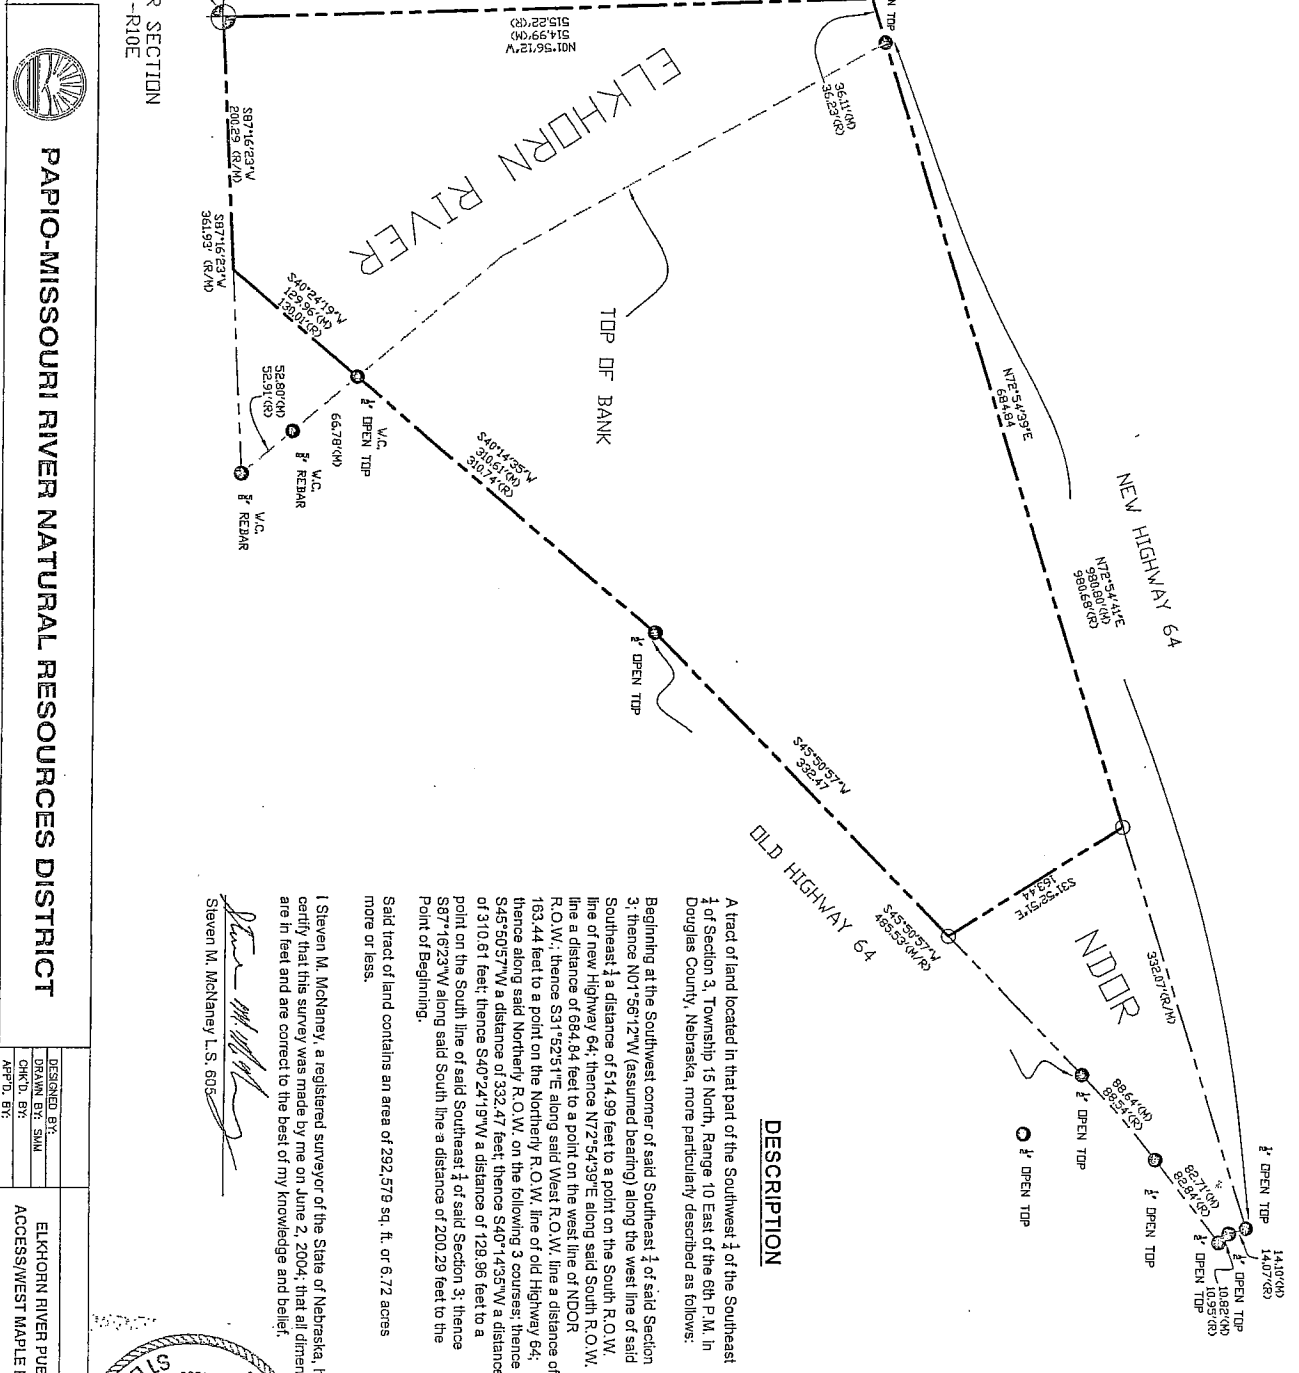 R SECTION
-R10E
N01°56'12"W
514.99'(M)
515.22'(R)
N TOP
36.11'(M)
36.23'(R)
ELKHORN RIVER
S87°16'23"W
200.29 (R/M)
S87°16'23"W
361.93' (R/M)
S40°24'19"W
129.96'(M)
130.01'(R)
52.80'(M)
52.91'(R)
W.C.
REBAR
W.C.
REBAR
66.78'(M)
W.C.
OPEN TOP
TOP OF BANK
S40°14'35"W
310.61'(M)
310.74'(R)
OPEN TOP
N72°54'39"E
684.84
NEW HIGHWAY 64
N72°54'41"E
980.80'(M)
980.68'(R)
S45°50'57"W
332.47
OLD HIGHWAY 64
S45°50'57"W
485.53'(M/R)
S31°52'51"E
163.44
NDOR
332.07'(R/M)
88.64'(M)
88.54'(R)
OPEN TOP
OPEN TOP
82.71'(M)
82.84'(R)
OPEN TOP
OPEN TOP
14.10'(M)
14.07'(R)
OPEN TOP
10.82'(M)
10.95'(R)
OPEN TOP
DESCRIPTION
A tract of land located in that part of the Southwest ¼ of the Southeast
¼ of Section 3, Township 15 North, Range 10 East of the 6th P.M. in
Douglas County, Nebraska, more particularly described as follows:
Beginning at the Southwest corner of said Southeast ¼ of said Section
3; thence N01°56'12"W (assumed bearing) along the west line of said
Southeast ¼ a distance of 514.99 feet to a point on the South R.O.W.
line of new Highway 64; thence N72°54'39"E along said South R.O.W.
line a distance of 684.84 feet to a point on the west line of NDOR
R.O.W.; thence S31°52'51"E along said West R.O.W. line a distance of
163.44 feet to a point on the Northerly R.O.W. line of old Highway 64;
thence along said Northerly R.O.W. on the following 3 courses; thence
S45°50'57"W a distance of 332.47 feet; thence S40°14'35"W a distance
of 310.61 feet; thence S40°24'19"W a distance of 129.96 feet to a
point on the South line of said Southeast ¼ of said Section 3; thence
S87°16'23"W along said South line a distance of 200.29 feet to the
Point of Beginning.
Said tract of land contains an area of 292,579 sq. ft. or 6.72 acres
more or less.
I Steven M. McNaney, a registered surveyor of the State of Nebraska, h
certify that this survey was made by me on June 2, 2004; that all dimen
are in feet and are correct to the best of my knowledge and belief.
Steven M. McNaney L.S. 605
PAPIO-MISSOURI RIVER NATURAL RESOURCES DISTRICT
DESIGNED BY:
DRAWN BY: SMM
CHK'D. BY:
APP'D. BY:
ELKHORN RIVER PUB
ACCESS/WEST MAPLE
LS